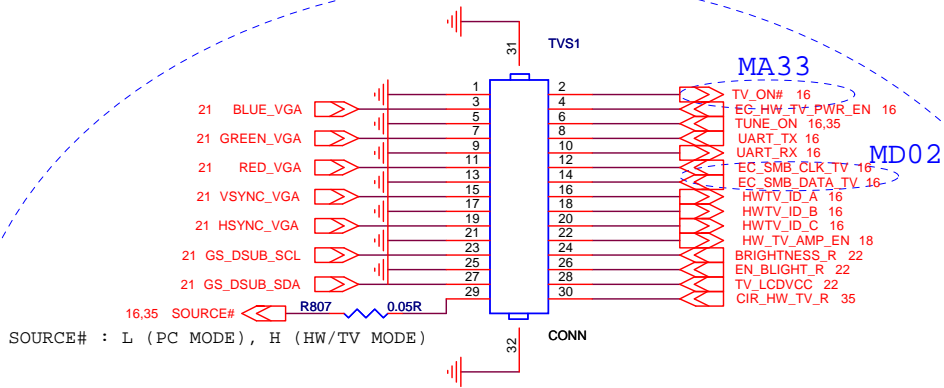 31
TVS1
MA33
1
2
TV_ON# 16
21 BLUE_VGA
3
4
EC_HW_TV_PWR_EN 16
5
6
TUNE_ON 16,35
21 GREEN_VGA
7
8
UART_TX 16
9
10
UART_RX 16
MD02
21 RED_VGA
11
12
EC_SMB_CLK_TV 16
13
14
EC_SMB_DATA_TV 16
21 VSYNC_VGA
15
16
HWTV_ID_A 16
17
18
HWTV_ID_B 16
21 HSYNC_VGA
19
20
HWTV_ID_C 16
21
22
HW_TV_AMP_EN 18
21 GS_DSUB_SCL
23
24
BRIGHTNESS_R 22
25
26
EN_BLIGHT_R 22
21 GS_DSUB_SDA
27
28
TV_LCDVCC 22
29
30
CIR_HW_TV_R 35
16,35 SOURCE#
R807
0.05R
SOURCE# : L (PC MODE), H (HW/TV MODE)
32
CONN